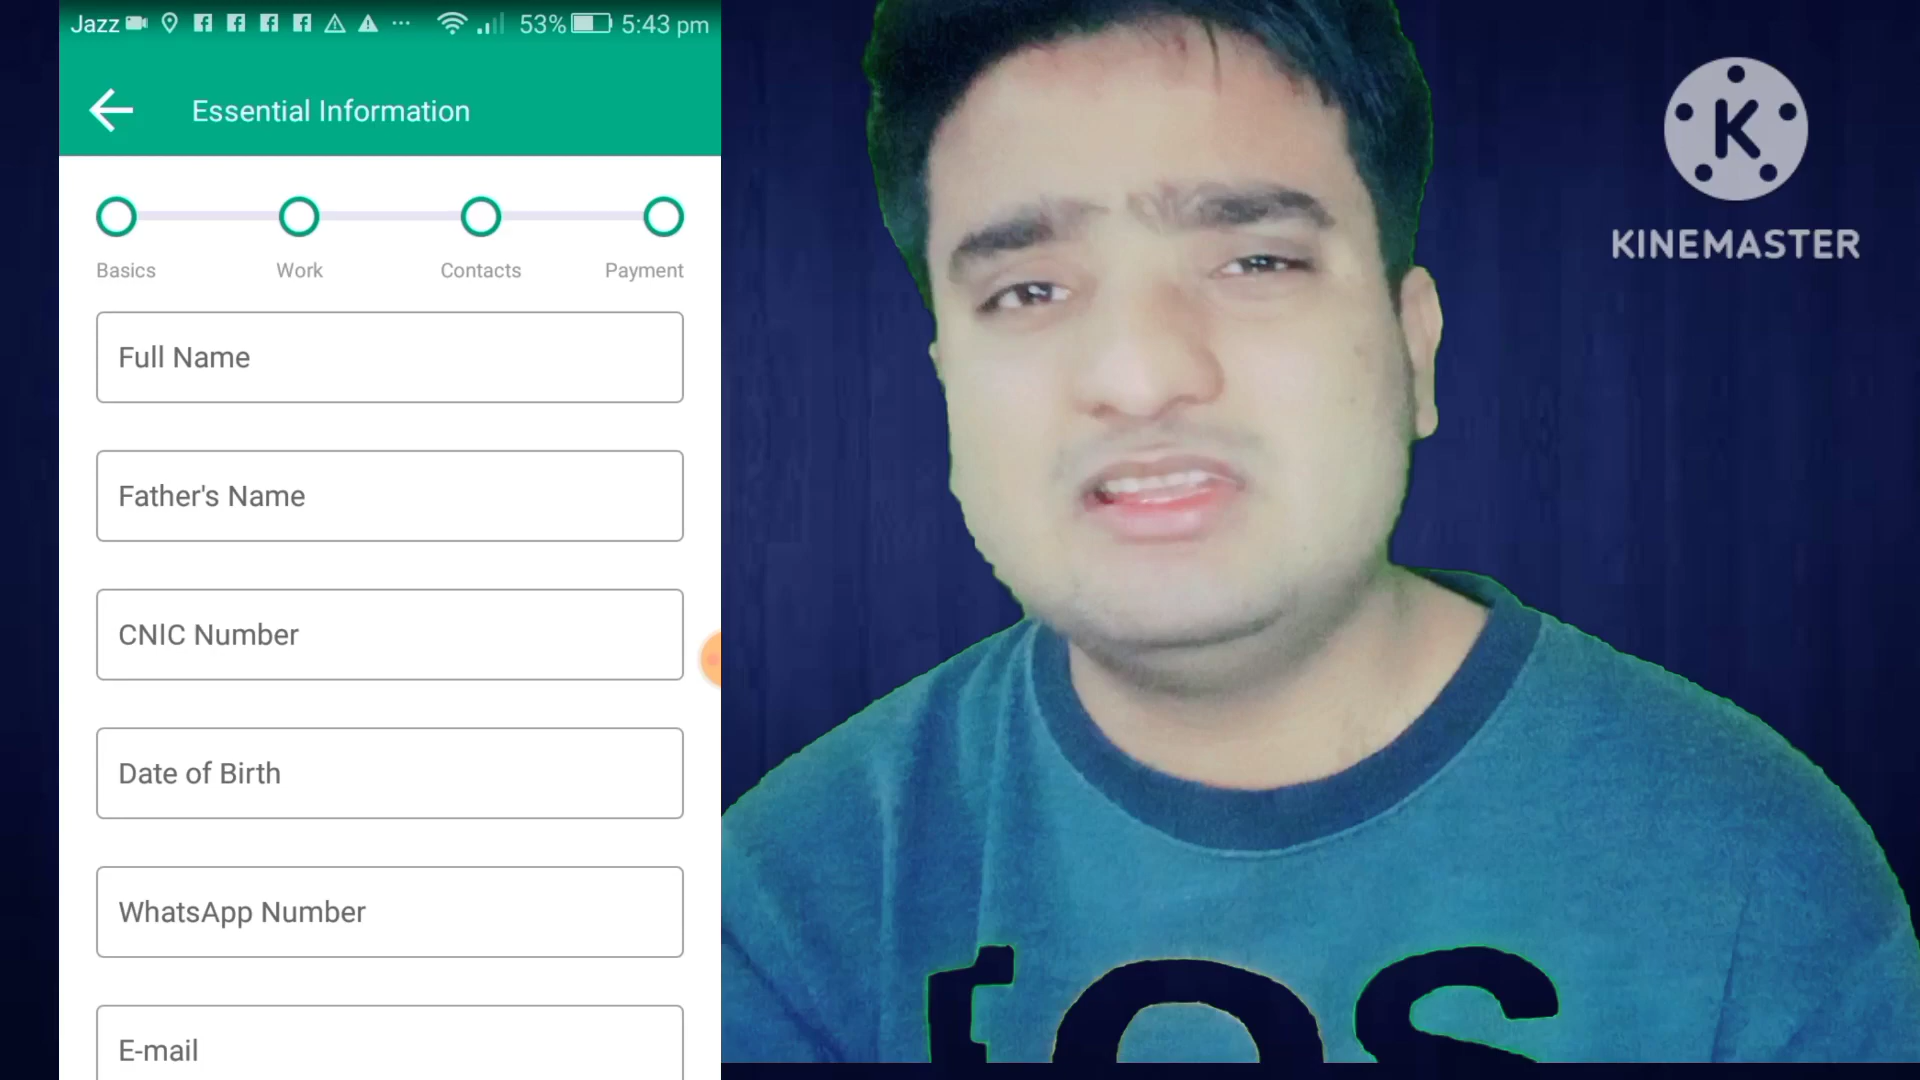 Jazz 53% 5:43 pm
Essential Information
Basics Work Contacts Payment
Full Name
Father's Name
CNIC Number
Date of Birth
WhatsApp Number
E-mail
K
KINEMASTER
tos